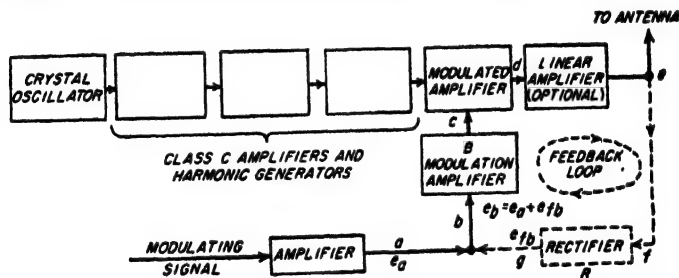 TO ANTENNA
CRYSTAL
OSCILLATOR
MODULATED
AMPLIFIER
d
LINEAR
AMPLIFIER
(OPTIONAL)
e
c
CLASS C AMPLIFIERS AND
HARMONIC GENERATORS
B
MODULATION
AMPLIFIER
FEEDBACK
LOOP
b
eb = ea + efb
MODULATING
SIGNAL
AMPLIFIER
a
ea
efb
g
RECTIFIER
f
R